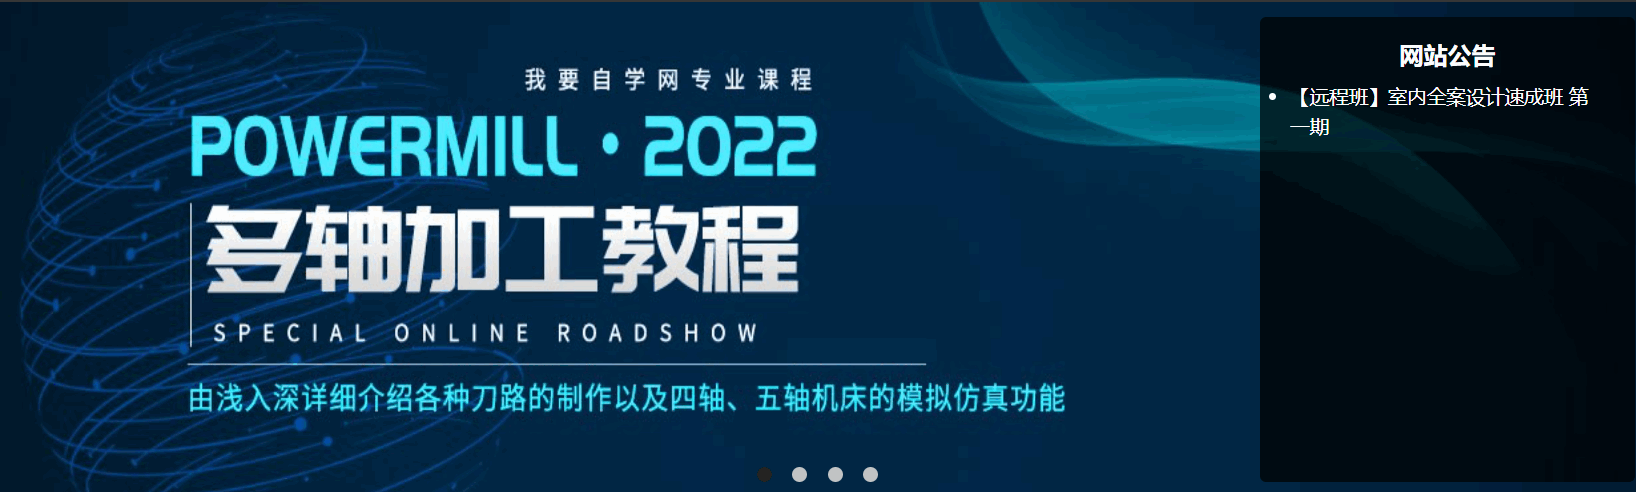 我要自学网专业课程
POWERMILL·2022
多轴加工教程
SPECIAL ONLINE ROADSHOW
由浅入深详细介绍各种刀路的制作以及四轴、五轴机床的模拟仿真功能
网站公告
【远程班】室内全案设计速成班 第
一期